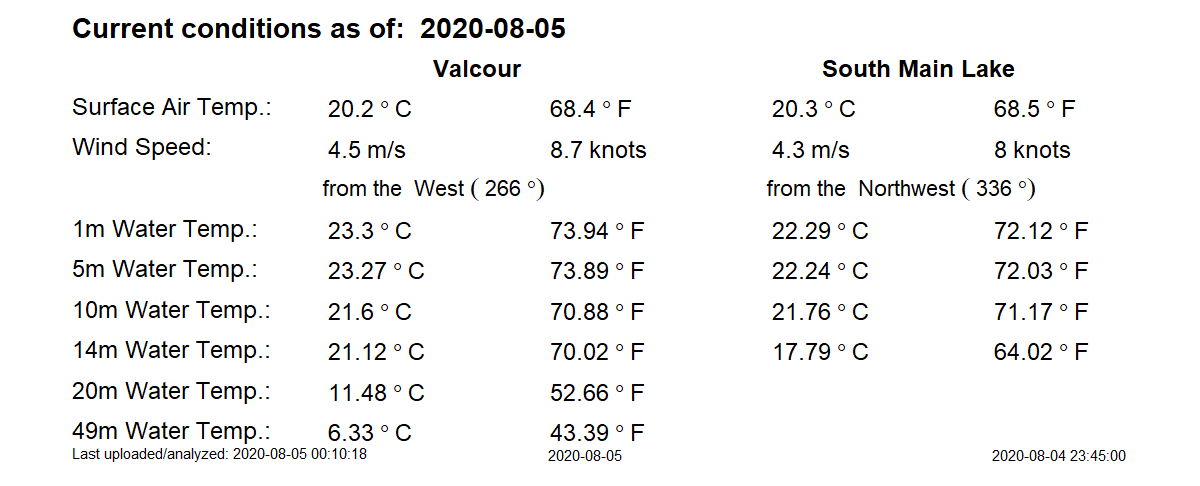 Current conditions as of: 2020-08-05
Valcour South Main Lake
Surface Air Temp.: 20.2 ° C 68.4 ° F 20.3 ° C 68.5 ° F
Wind Speed: 4.5 m/s 8.7 knots 4.3 m/s 8 knots
from the West ( 266 °) from the Northwest ( 336 °)
1m Water Temp.: 23.3 ° C 73.94 ° F 22.29 ° C 72.12 ° F
5m Water Temp.: 23.27 ° C 73.89 ° F 22.24 ° C 72.03 ° F
10m Water Temp.: 21.6 ° C 70.88 ° F 21.76 ° C 71.17 ° F
14m Water Temp.: 21.12 ° C 70.02 ° F 17.79 ° C 64.02 ° F
20m Water Temp.: 11.48 ° C 52.66 ° F
49m Water Temp.: 6.33 ° C 43.39 ° F
Last uploaded/analyzed: 2020-08-05 00:10:18 2020-08-05 2020-08-04 23:45:00